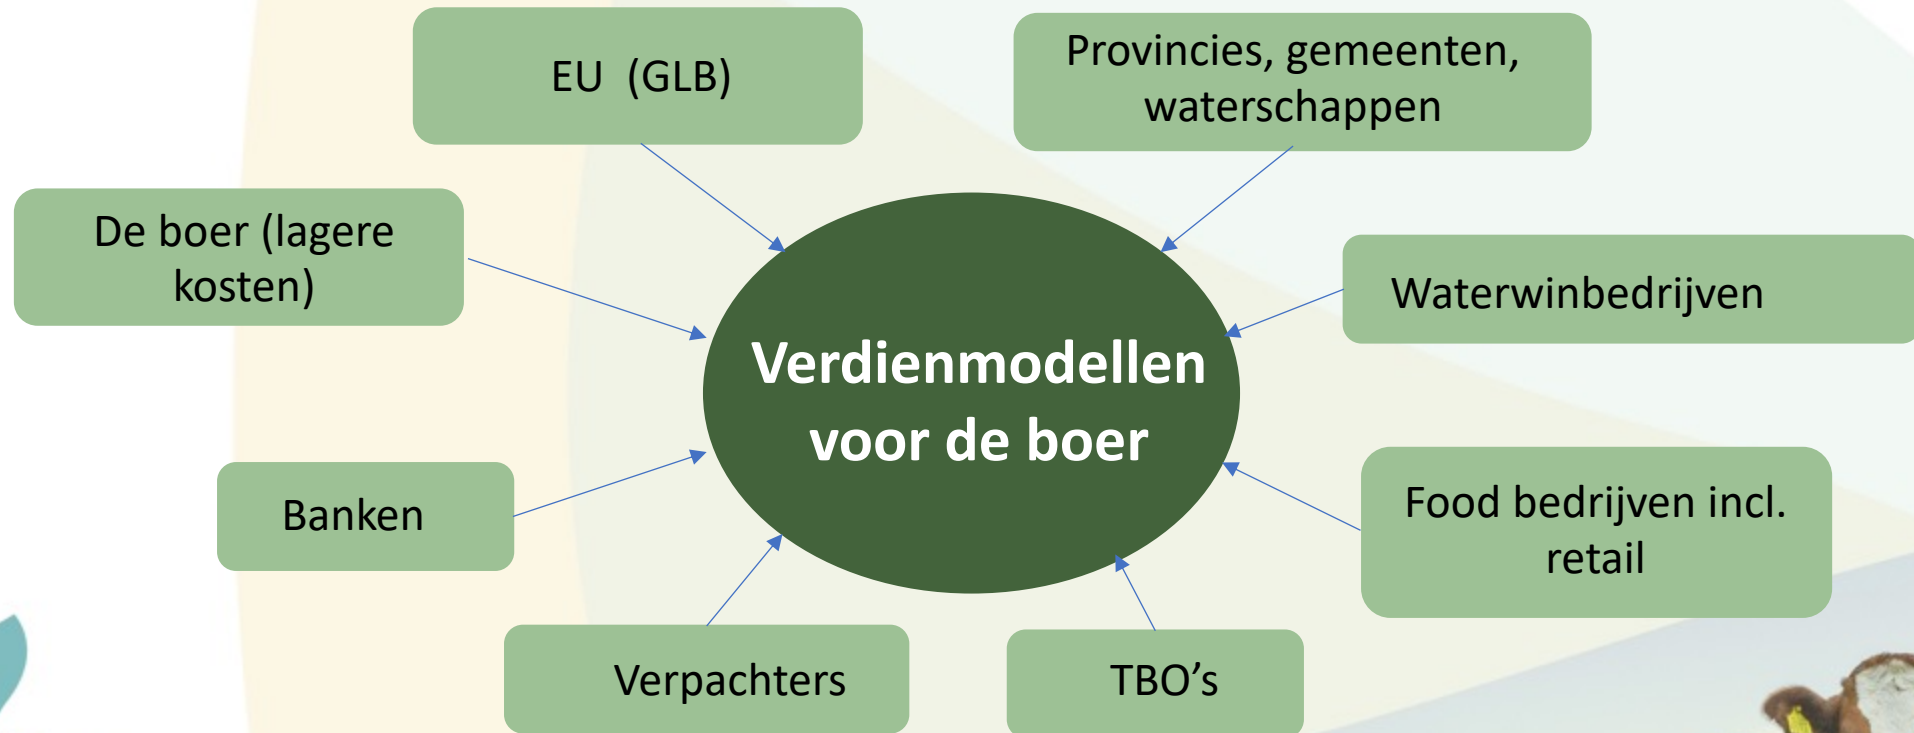 EU  (GLB)
Provincies, gemeenten,
waterschappen
De boer (lagere
kosten)
Waterwinbedrijven
Verdienmodellen
voor de boer
Banken
Food bedrijven incl.
retail
Verpachters
TBO’s